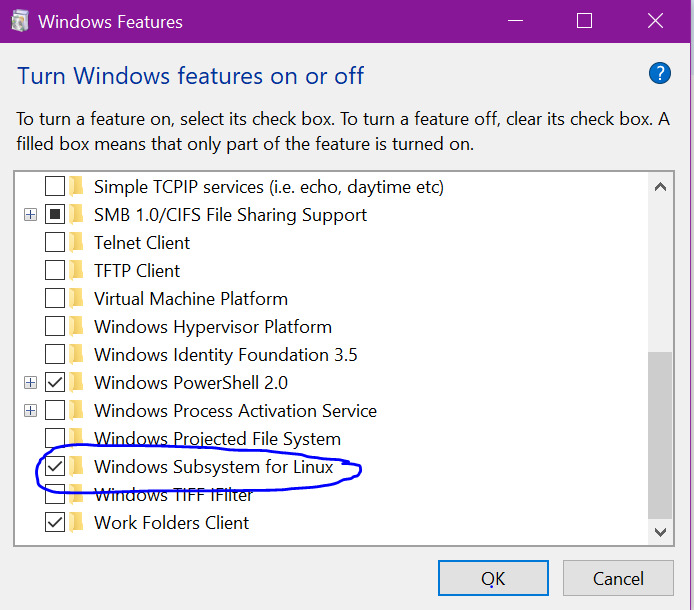 Windows Features
Turn Windows features on or off
?
To turn a feature on, select its check box. To turn a feature off, clear its check box. A
filled box means that only part of the feature is turned on.
Simple TCPIP services (i.e. echo, daytime etc)
SMB 1.0/CIFS File Sharing Support
Telnet Client
TFTP Client
Virtual Machine Platform
Windows Hypervisor Platform
Windows Identity Foundation 3.5
Windows PowerShell 2.0
Windows Process Activation Service
Windows Projected File System
Windows Subsystem for Linux
Windows TIFF IFilter
Work Folders Client
OK
Cancel